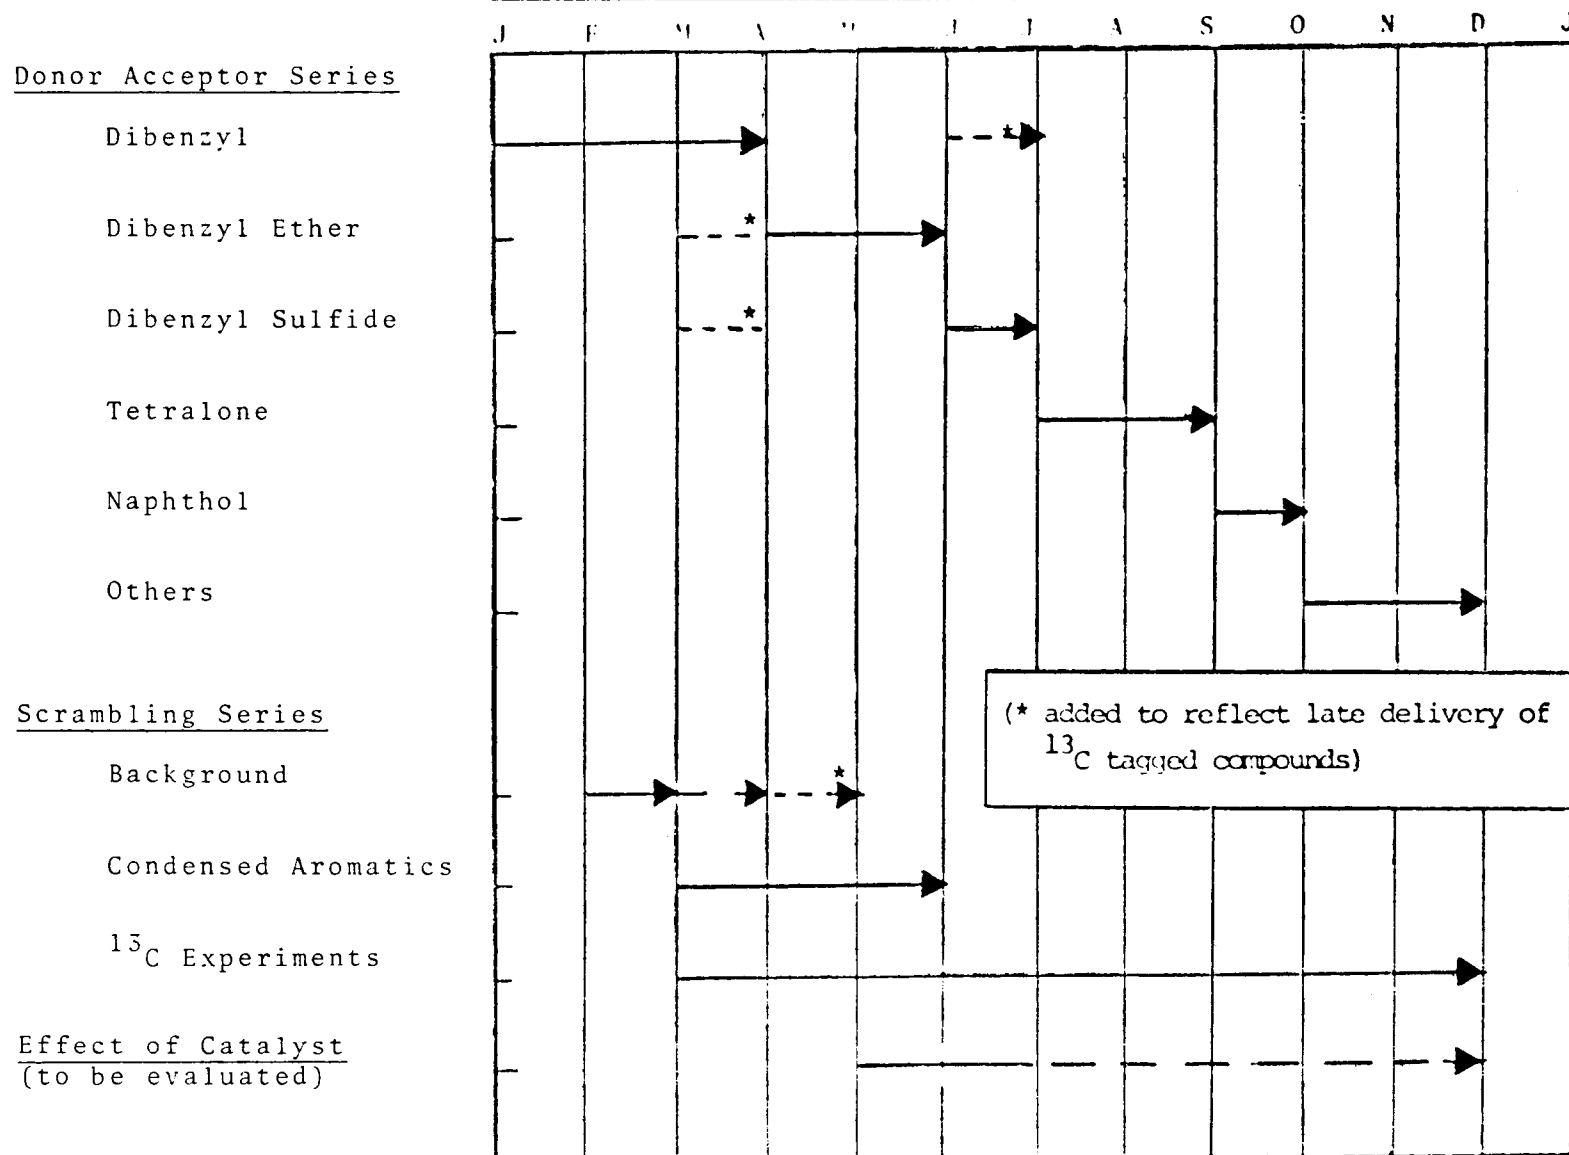 J F M A M J J A S O N D J
Donor Acceptor Series
Dibenzyl
*
Dibenzyl Ether
*
Dibenzyl Sulfide
*
Tetralone
Naphthol
Others
Scrambling Series
(* added to reflect late delivery of
13C tagged compounds)
Background
*
Condensed Aromatics
13C Experiments
Effect of Catalyst
(to be evaluated)